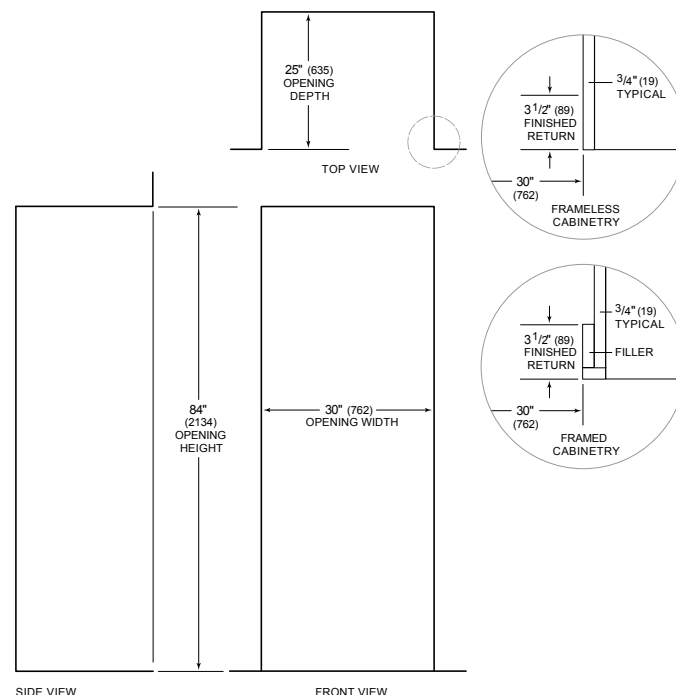 25" (635)
OPENING
DEPTH
TOP VIEW
3/4" (19)
TYPICAL
3 1/2" (89)
FINISHED
RETURN
30"
(762)
FRAMELESS
CABINETRY
3/4" (19)
TYPICAL
3 1/2" (89)
FINISHED
RETURN
FILLER
30"
(762)
FRAMED
CABINETRY
84"
(2134)
OPENING
HEIGHT
30" (762)
OPENING WIDTH
SIDE VIEW
FRONT VIEW